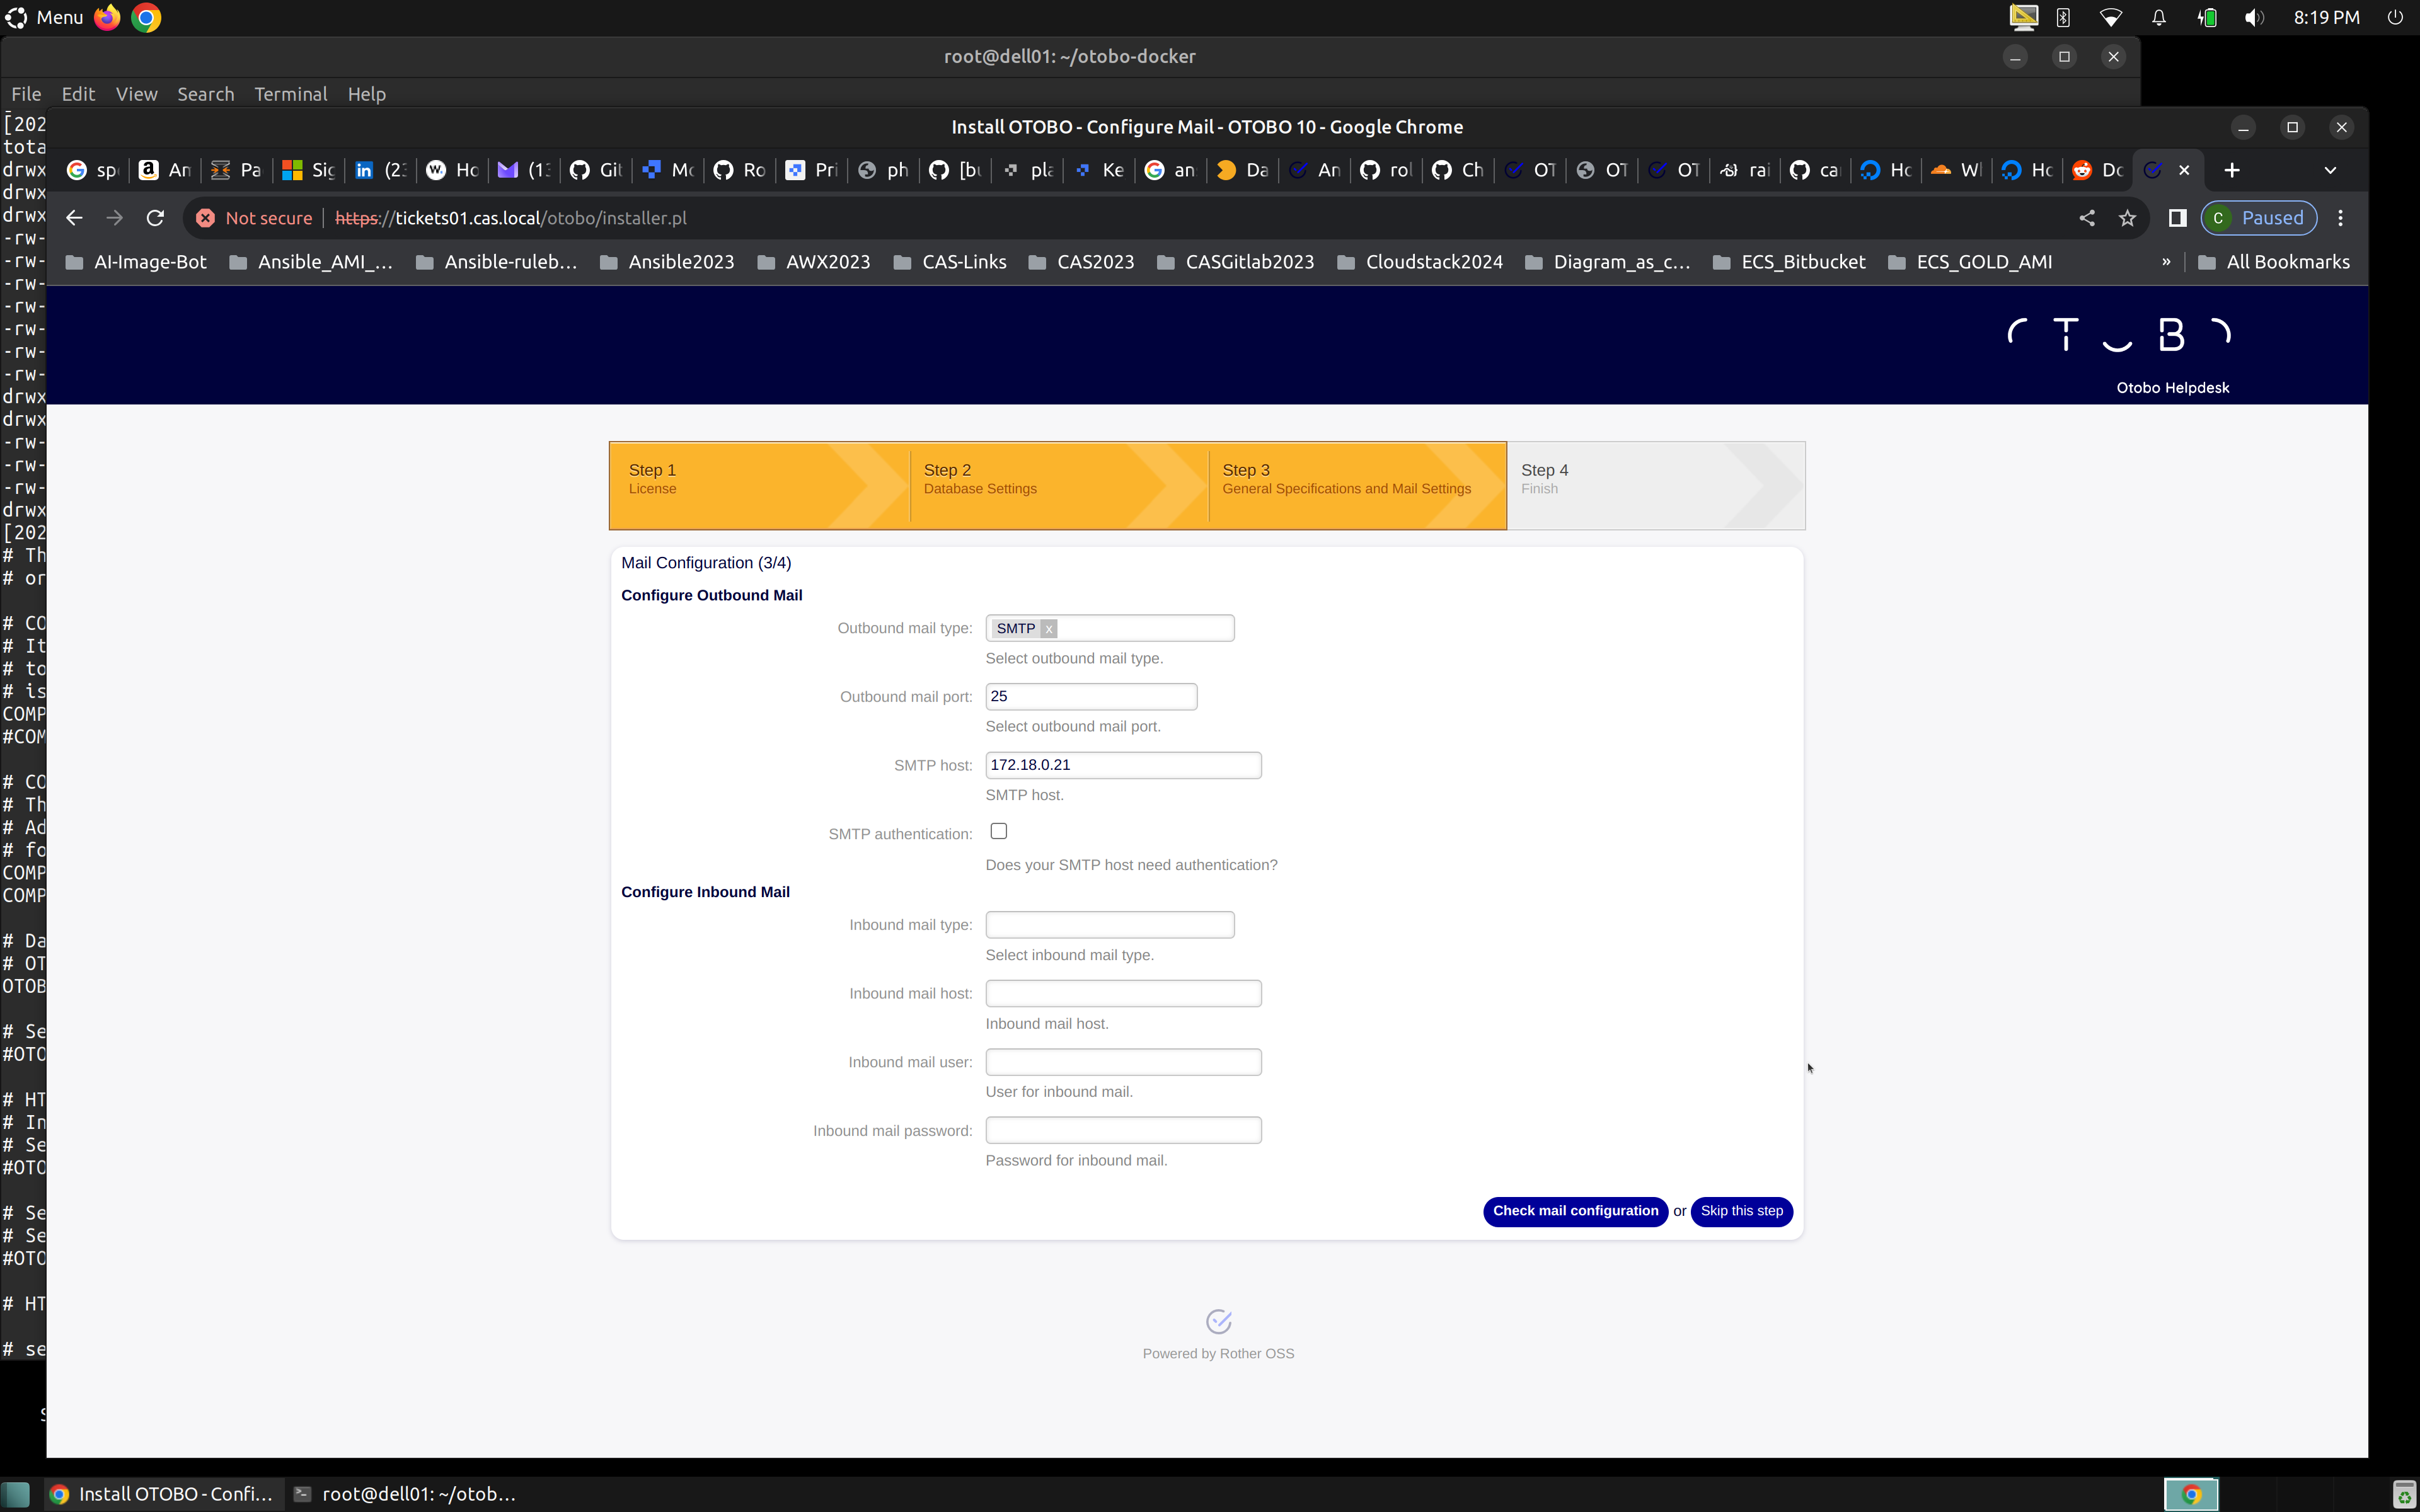 Menu 8:19 PM
root@dell01: ~/otobo-docker
File Edit View Search Terminal Help
Install OTOBO - Configure Mail - OTOBO 10 - Google Chrome
[202
tota
drwx
drwx
drwx
-rw-
-rw-
-rw-
-rw-
-rw-
-rw-
-rw-
drwx
drwx
-rw-
-rw-
-rw-
drwx
[202
# Th
# or
# CO
# It
# to
# is
COMP
#COM
# CO
# Th
# Ad
# fo
COMP
COMP
# Da
# OT
OTOB
# Se
#OTO
# HT
# In
# Se
#OTO
# Se
# Se
#OTO
# HT
# se
sp An Pa Sig (2 Ho (1 Git Mo Ro Pri ph [bu pla Ke an Da An rol Ch OT OT OT rai ca Ho Wl Ho Do
Not secure https://tickets01.cas.local/otobo/installer.pl C Paused
AI-Image-Bot Ansible_AMI_... Ansible-ruleb... Ansible2023 AWX2023 CAS-Links CAS2023 CASGitlab2023 Cloudstack2024 Diagram_as_c... ECS_Bitbucket ECS_GOLD_AMI » All Bookmarks
OTOBO
Otobo Helpdesk
Step 1 Step 2 Step 3 Step 4
License Database Settings General Specifications and Mail Settings Finish
Mail Configuration (3/4)
Configure Outbound Mail
Outbound mail type: SMTP x
Select outbound mail type.
Outbound mail port: 25
Select outbound mail port.
SMTP host: 172.18.0.21
SMTP host.
SMTP authentication:
Does your SMTP host need authentication?
Configure Inbound Mail
Inbound mail type:
Select inbound mail type.
Inbound mail host:
Inbound mail host.
Inbound mail user:
User for inbound mail.
Inbound mail password:
Password for inbound mail.
Check mail configuration or Skip this step
Powered by Rother OSS
Install OTOBO - Confi... root@dell01: ~/otob...